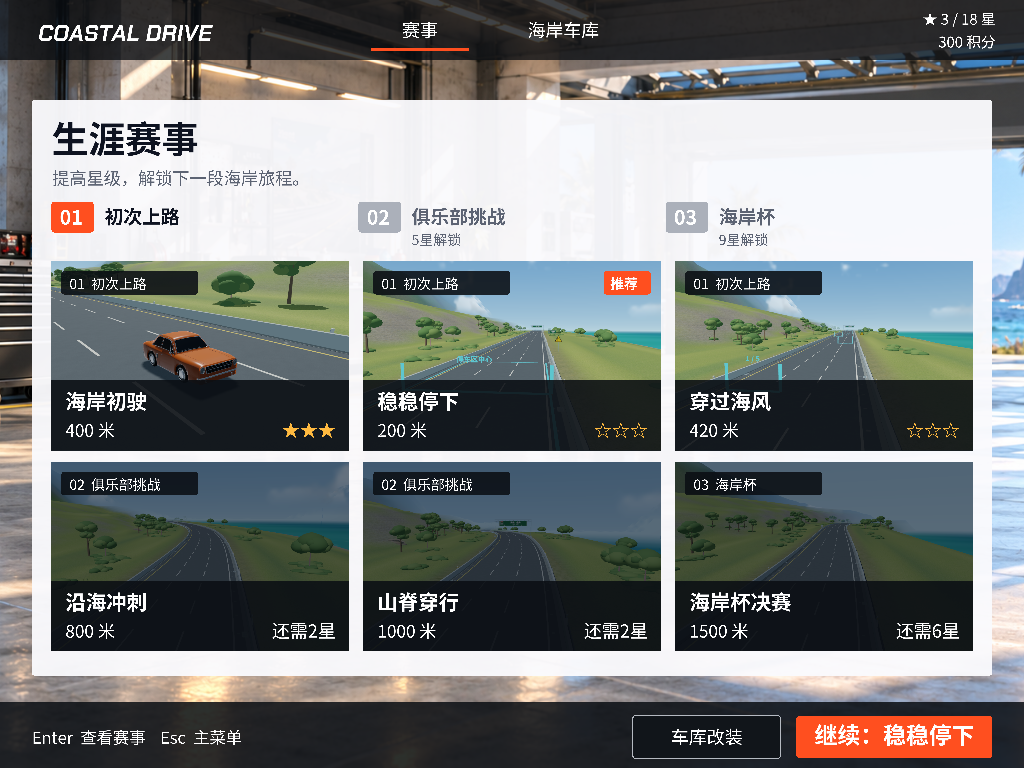 COASTAL DRIVE
赛事
海岸车库
★ 3 / 18 星
300 积分
生涯赛事
提高星级，解锁下一段海岸旅程。
01 初次上路
02 俱乐部挑战
5星解锁
03 海岸杯
9星解锁
01 初次上路
海岸初驶
400 米
★★★
01 初次上路
推荐
停车区中心
稳稳停下
200 米
☆☆☆
01 初次上路
穿过海风
420 米
☆☆☆
02 俱乐部挑战
沿海冲刺
800 米
还需2星
02 俱乐部挑战
山脊穿行
1000 米
还需2星
03 海岸杯
海岸杯决赛
1500 米
还需6星
Enter 查看赛事 Esc 主菜单
车库改装
继续：稳稳停下